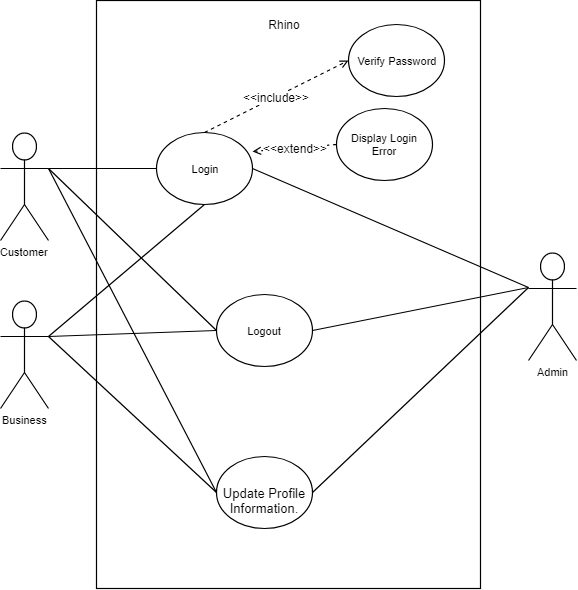 Rhino
Verify Password
<<include>>
Display Login
Error
<<extend>>
Login
Customer
Logout
Admin
Business
Update Profile
Information.